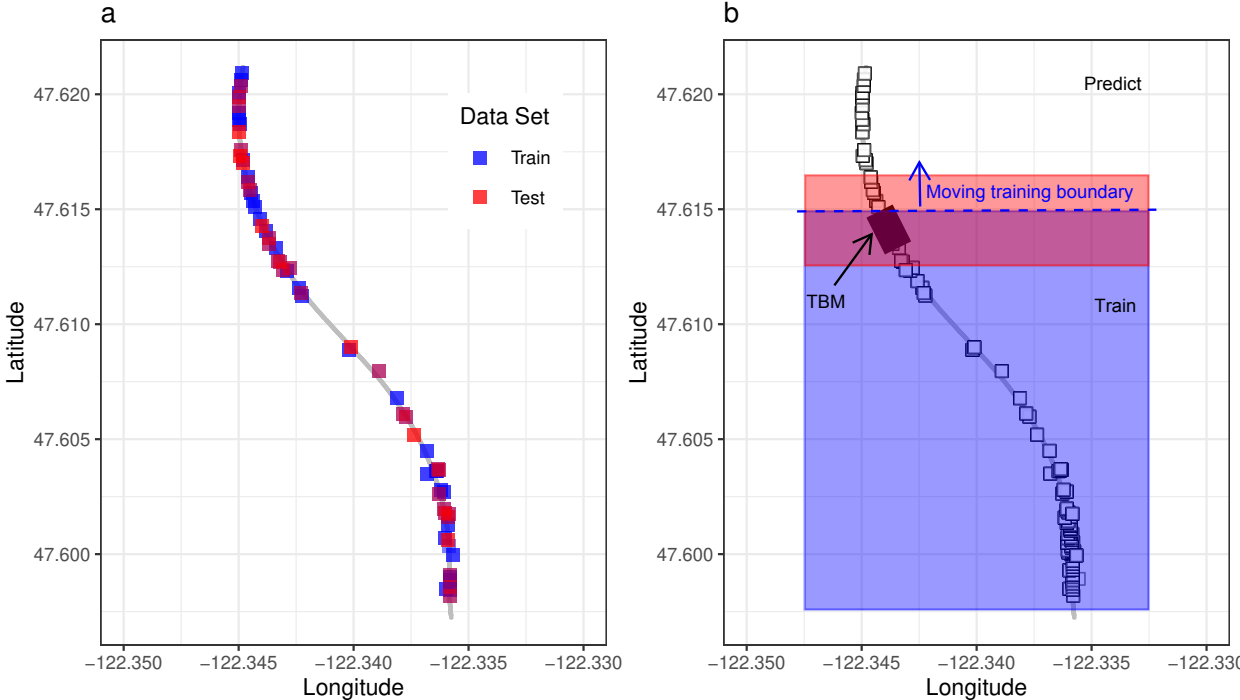 a
b
47.620
47.615
47.610
47.605
47.600
Latitude
−122.350
−122.345
−122.340
−122.335
−122.330
Longitude
Data Set
Train
Test
47.620
47.615
47.610
47.605
47.600
Latitude
Predict
Moving training boundary
TBM
Train
−122.350
−122.345
−122.340
−122.335
−122.330
Longitude